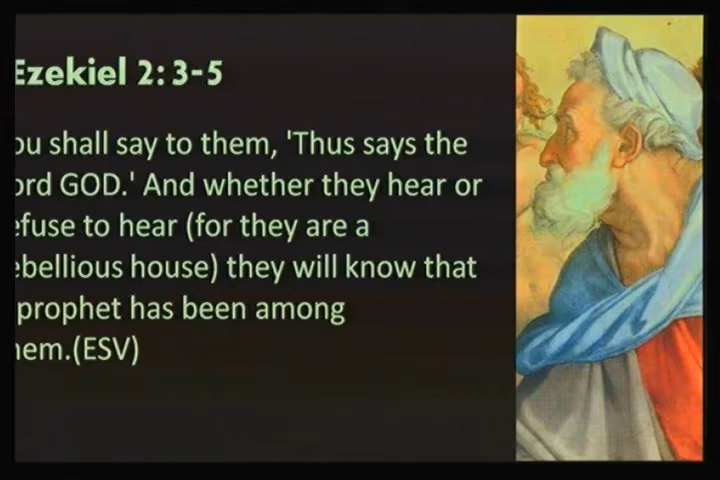 Ezekiel 2: 3-5
ou shall say to them, 'Thus says the
ord GOD.' And whether they hear or
efuse to hear (for they are a
ebellious house) they will know that
prophet has been among
hem.(ESV)